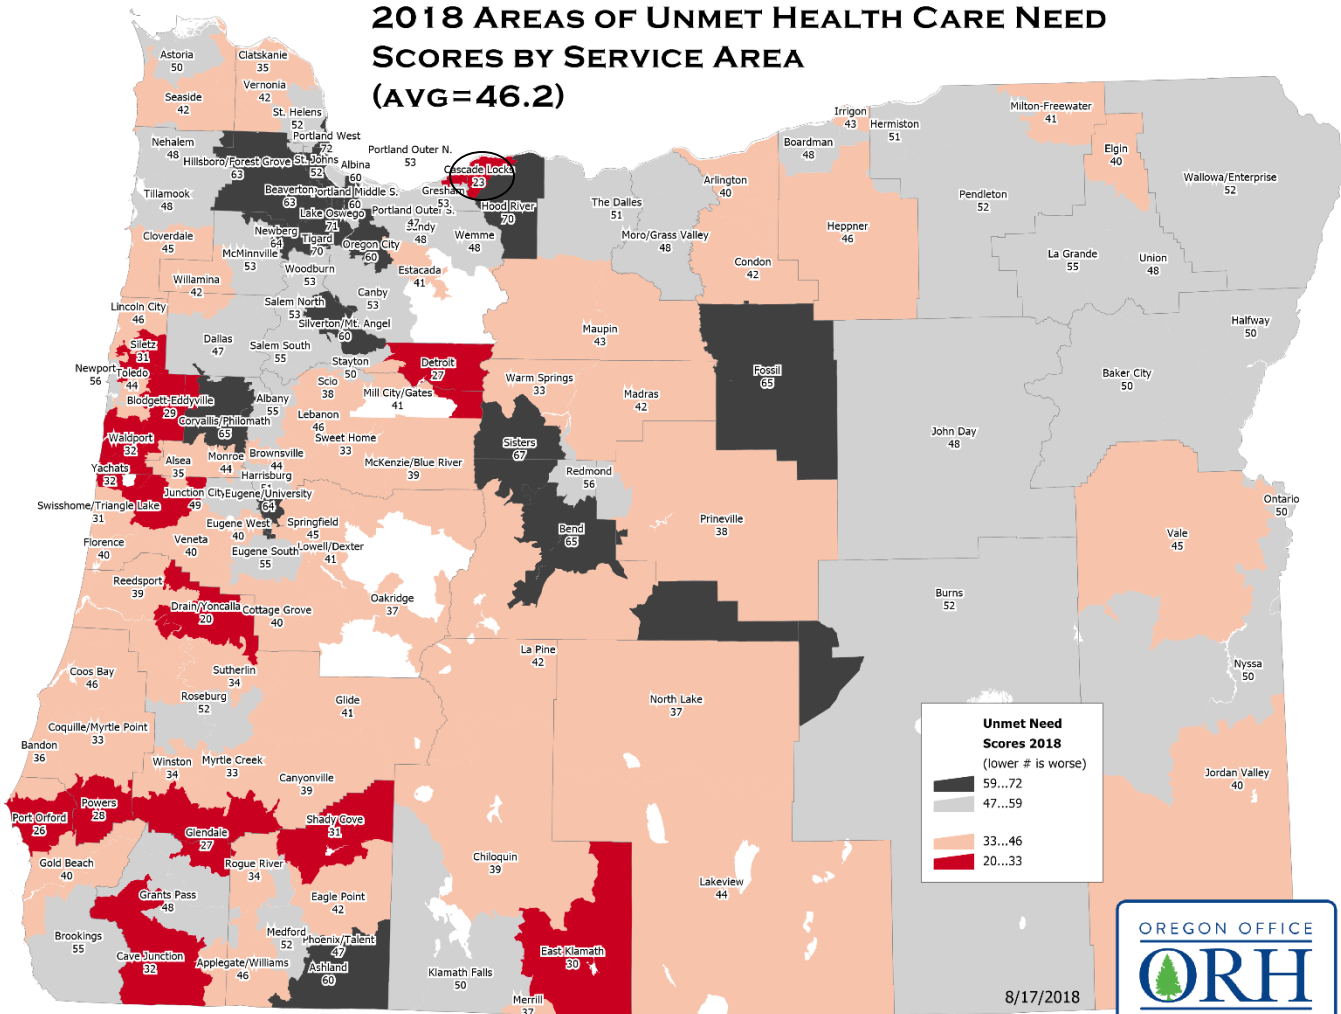 2018 AREAS OF UNMET HEALTH CARE NEED
SCORES BY SERVICE AREA
(AVG=46.2)
Astoria
50
Clatskanie
35
Seaside
42
Vernonia
42
St. Helens
52
Portland West
72
Nehalem
48
Hillsboro/Forest Grove
63
St. Johns
52
Albina
60
Portland Outer N.
53
Cascade Locks
23
Gresham
53
Hood River
70
Tillamook
48
Beaverton
63
Portland Middle S.
60
Lake Oswego
71
Portland Outer S.
47
Sandy
48
Wemme
48
Newberg
64
Tigard
70
Oregon City
60
Cloverdale
45
McMinnville
53
Willamina
42
Woodburn
53
Estacada
41
Canby
53
Lincoln City
46
Salem North
53
Silverton/Mt. Angel
60
Dallas
47
Salem South
55
Stayton
50
Detroit
27
Siletz
31
Newport
56
Toledo
44
Blodgett-Eddyville
29
Corvallis/Philomath
65
Albany
55
Scio
38
Mill City/Gates
41
Lebanon
46
Sweet Home
33
Waldport
32
Alsea
35
Monroe
44
Brownsville
44
Harrisburg
51
McKenzie/Blue River
39
Yachats
32
Junction City
49
Eugene/University
64
Swisshome/Triangle Lake
31
Eugene West
40
Springfield
45
Florence
40
Veneta
40
Eugene South
55
Lowell/Dexter
41
Reedsport
39
Drain/Yoncalla
20
Cottage Grove
40
Oakridge
37
Coos Bay
46
Sutherlin
34
Roseburg
52
Glide
41
Coquille/Myrtle Point
33
Bandon
36
Winston
34
Myrtle Creek
33
Canyonville
39
Port Orford
26
Powers
28
Glendale
27
Shady Cove
31
Gold Beach
40
Rogue River
34
Grants Pass
48
Eagle Point
42
Brookings
55
Cave Junction
32
Applegate/Williams
46
Medford
52
Phoenix/Talent
47
Ashland
60
Klamath Falls
50
Merrill
37
East Klamath
30
Chiloquin
39
Lakeview
44
North Lake
37
La Pine
42
Bend
65
Redmond
56
Sisters
67
Prineville
38
Warm Springs
33
Madras
42
Maupin
43
Fossil
65
The Dalles
51
Moro/Grass Valley
48
Arlington
40
Condon
42
Heppner
46
Boardman
48
Irrigon
43
Hermiston
51
Pendleton
52
Milton-Freewater
41
Elgin
40
Wallowa/Enterprise
52
La Grande
55
Union
48
Halfway
50
Baker City
50
John Day
48
Ontario
50
Vale
45
Burns
52
Nyssa
50
Jordan Valley
40
Unmet Need
Scores 2018
(lower # is worse)
59...72
47...59
33...46
20...33
8/17/2018
OREGON OFFICE
ORH